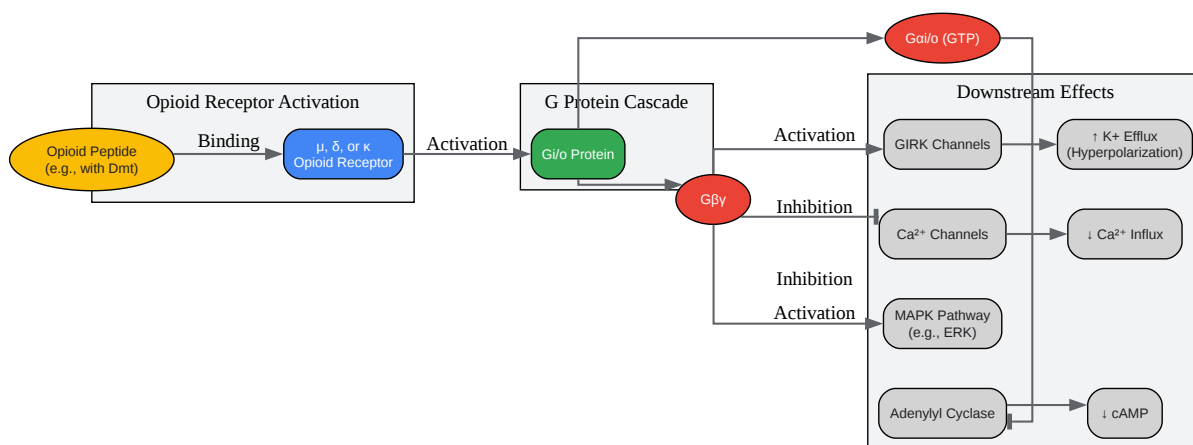 Gαi/o (GTP)
Opioid Receptor Activation
G Protein Cascade
Downstream Effects
Opioid Peptide
(e.g., with Dmt)
Binding
μ, δ, or κ
Opioid Receptor
Activation
Gi/o Protein
Gβγ
Activation
GIRK Channels
↑ K+ Efflux
(Hyperpolarization)
Inhibition
Ca²⁺ Channels
↓ Ca²⁺ Influx
Inhibition
Activation
MAPK Pathway
(e.g., ERK)
Adenylyl Cyclase
↓ cAMP